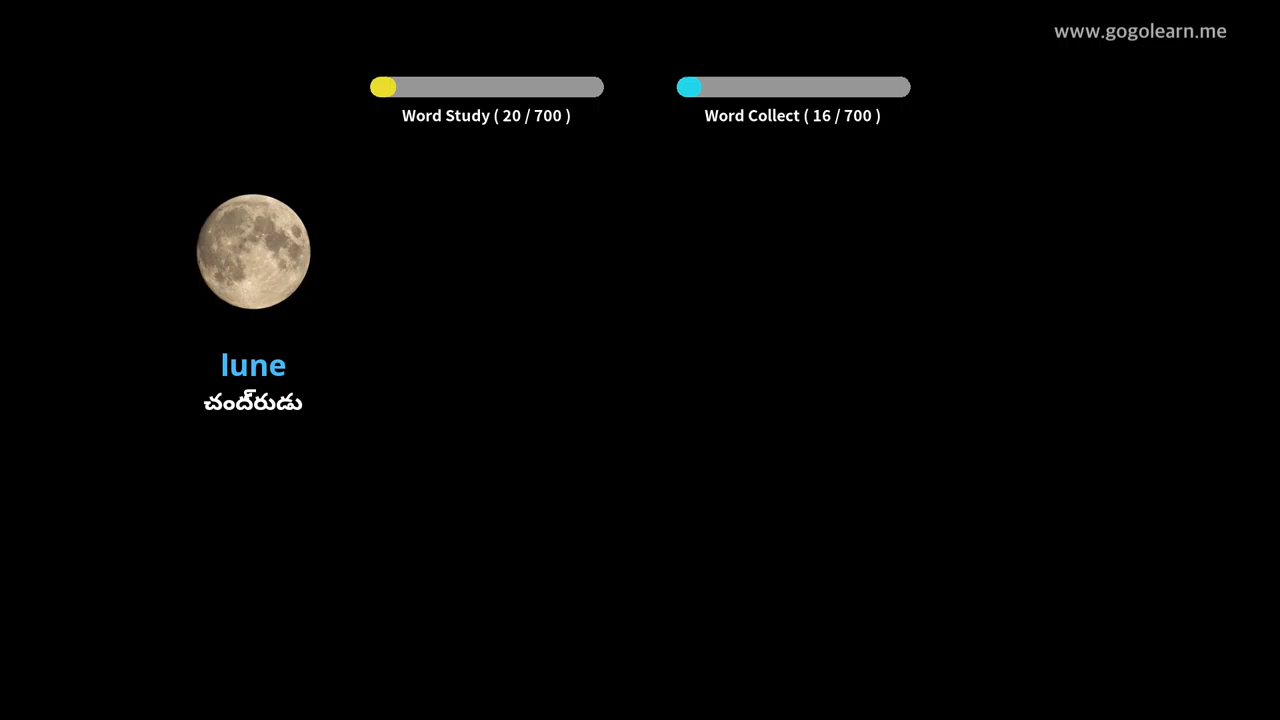 www.gogolearn.me
Word Study ( 20 / 700 )
Word Collect ( 16 / 700 )
lune
చంద్రుడు